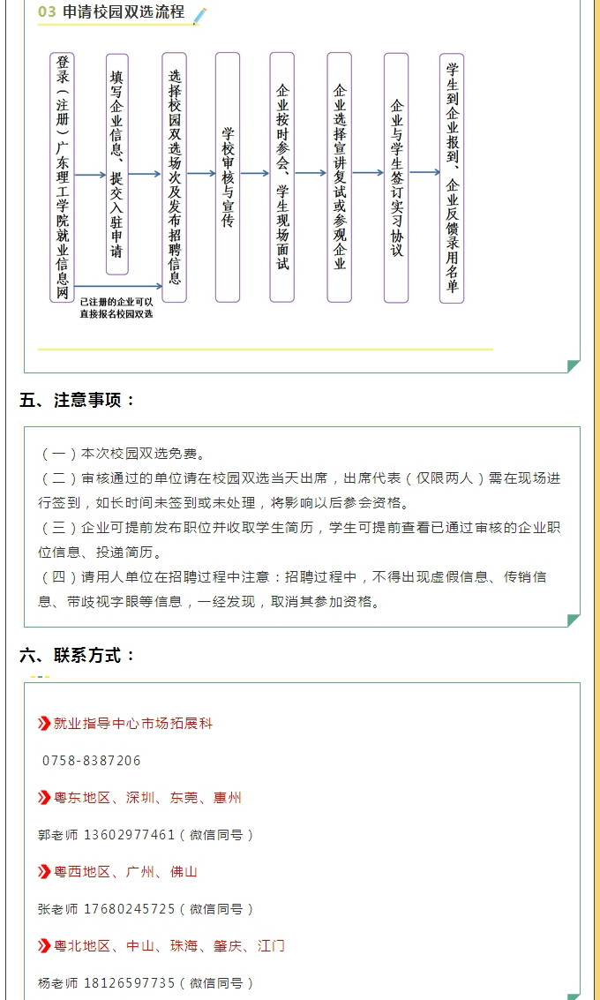 03 申请校园双选流程
登录（注册）广东理工学院就业信息网
填写企业信息、提交入驻申请
选择校园双选场次及发布招聘信息
学校审核与宣传
企业按时参会、学生现场面试
企业选择宣讲复试或参观企业
企业与学生签订实习协议
学生到企业报到、企业反馈录用名单
已注册的企业可以
直接报名校园双选
五、注意事项：
（一）本次校园双选免费。
（二）审核通过的单位请在校园双选当天出席，出席代表（仅限两人）需在现场进
行签到，如长时间未签到或未处理，将影响以后参会资格。
（三）企业可提前发布职位并收取学生简历，学生可提前查看已通过审核的企业职
位信息、投递简历。
（四）请用人单位在招聘过程中注意：招聘过程中，不得出现虚假信息、传销信
息、带歧视字眼等信息，一经发现，取消其参加资格。
六、联系方式：
就业指导中心市场拓展科
0758-8387206
粤东地区、深圳、东莞、惠州
郭老师 13602977461（微信同号）
粤西地区、广州、佛山
张老师 17680245725（微信同号）
粤北地区、中山、珠海、肇庆、江门
杨老师 18126597735（微信同号）